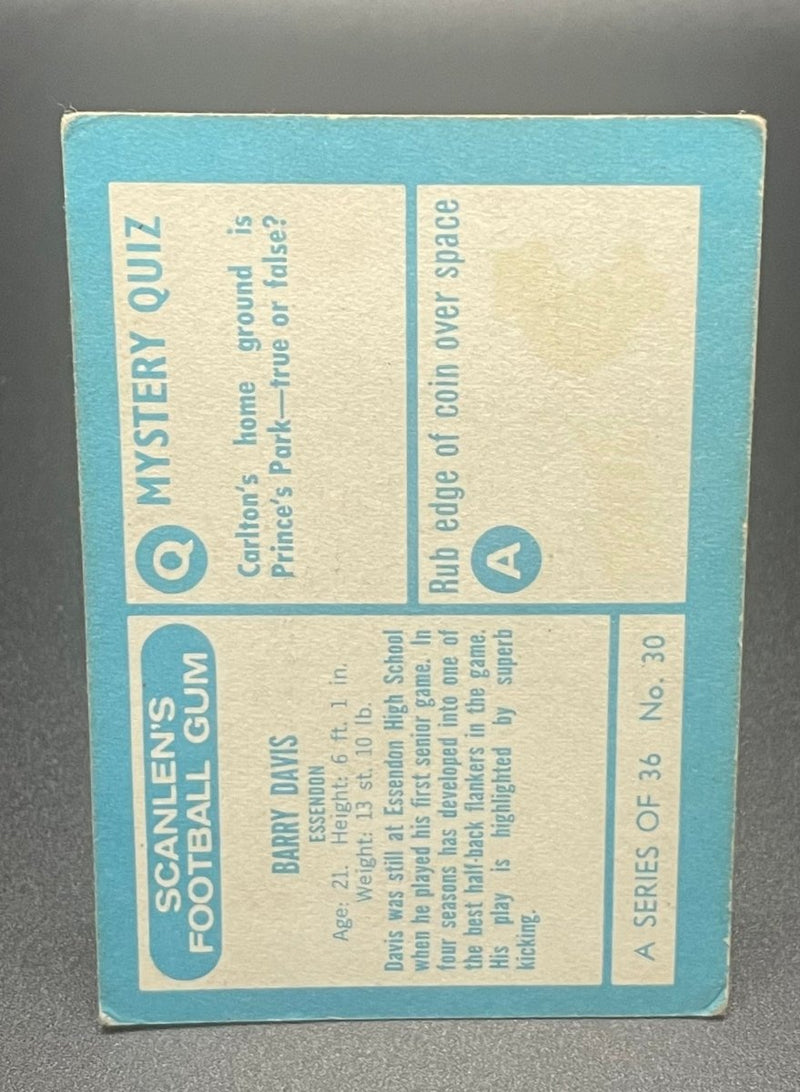 SCANLEN'S
FOOTBALL GUM
BARRY DAVIS
ESSENDON
Age: 21. Height: 6 ft. 1 in.
Weight: 13 st. 10 lb.
Davis was still at Essendon High School
when he played his first senior game. In
four seasons has developed into one of
the best half-back flankers in the game.
His play is highlighted by superb
kicking.
A SERIES OF 36 No. 30
Q MYSTERY QUIZ
Carlton's home ground is
Prince's Park—true or false?
Rub edge of coin over space
A